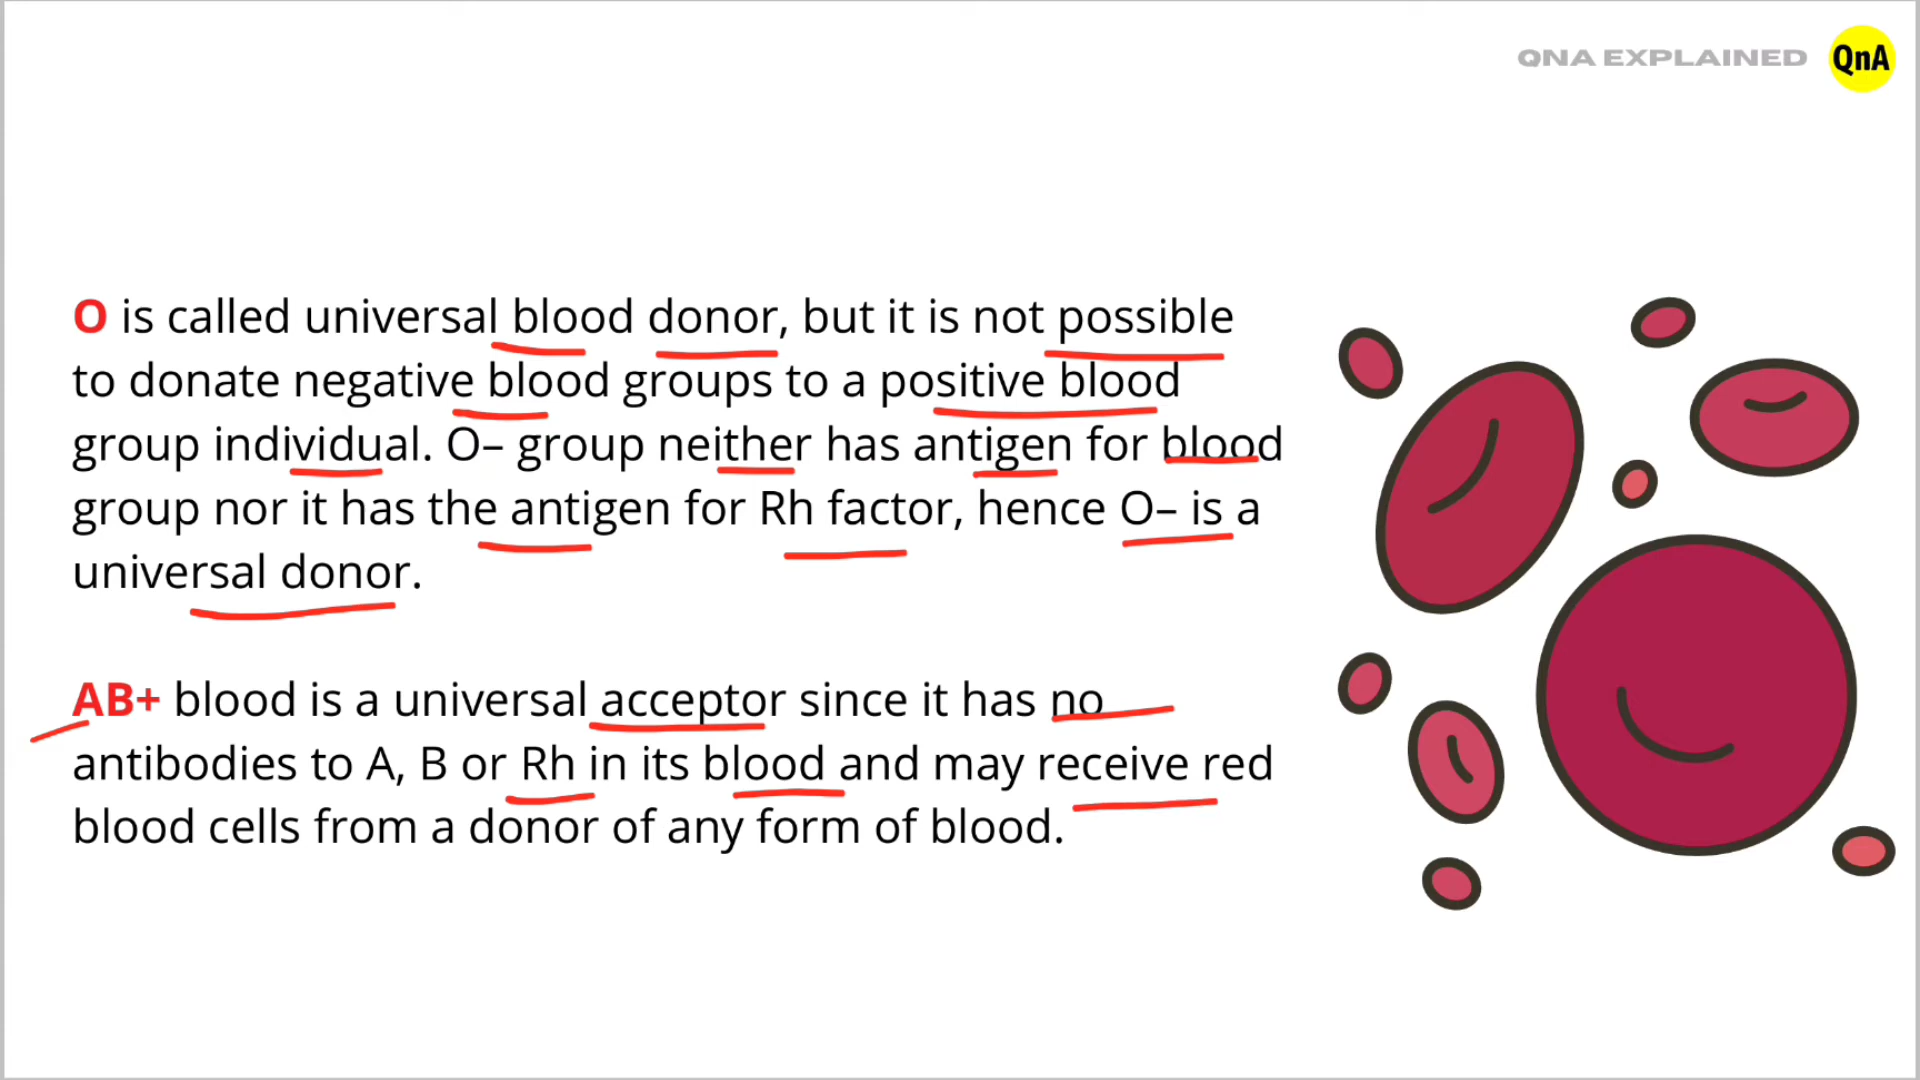 QNA EXPLAINED QnA
O is called universal blood donor, but it is not possible
to donate negative blood groups to a positive blood
group individual. O– group neither has antigen for blood
group nor it has the antigen for Rh factor, hence O– is a
universal donor.
AB+ blood is a universal acceptor since it has no
antibodies to A, B or Rh in its blood and may receive red
blood cells from a donor of any form of blood.